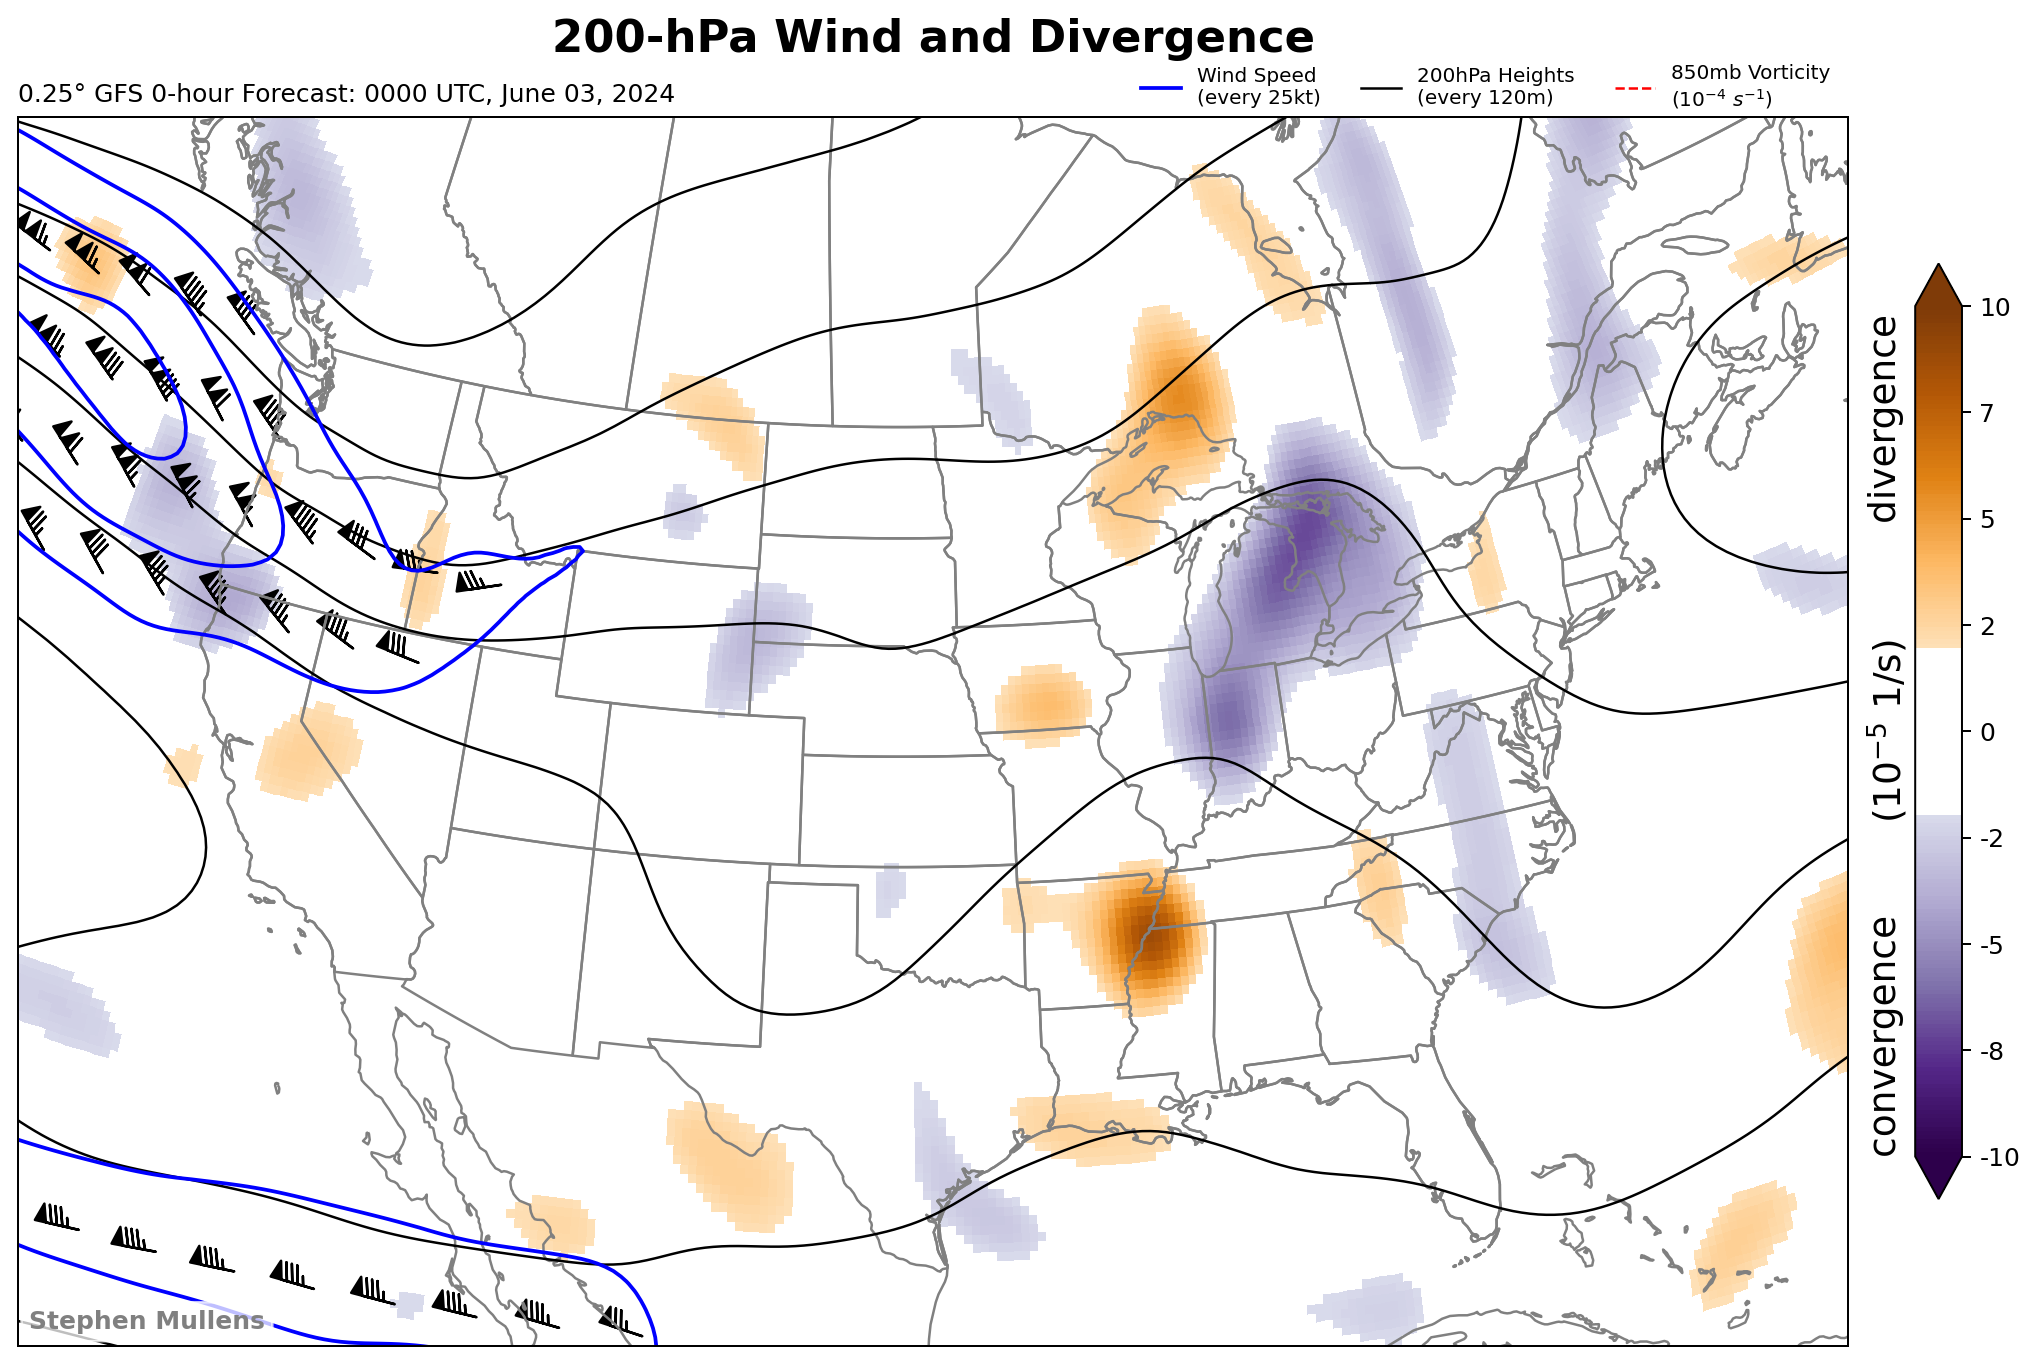 200-hPa Wind and Divergence
0.25° GFS 0-hour Forecast: 0000 UTC, June 03, 2024
Wind Speed
(every 25kt)
200hPa Heights
(every 120m)
850mb Vorticity
(10⁻⁴ s⁻¹)
10
7
5
2
0
-2
-5
-8
-10
convergence (10⁻⁵ 1/s) divergence
Stephen Mullens